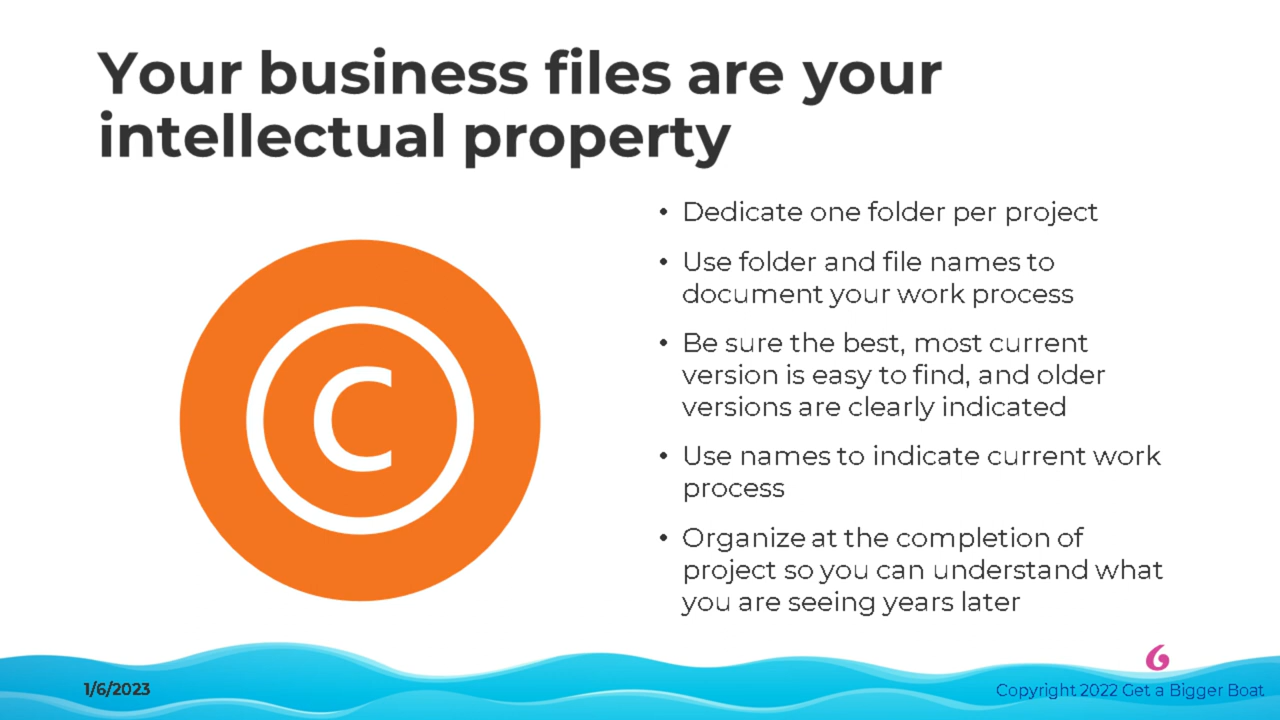 Your business files are your
intellectual property
C
• Dedicate one folder per project
• Use folder and file names to
document your work process
• Be sure the best, most current
version is easy to find, and older
versions are clearly indicated
• Use names to indicate current work
process
• Organize at the completion of
project so you can understand what
you are seeing years later
6
1/6/2023
Copyright 2022 Get a Bigger Boat